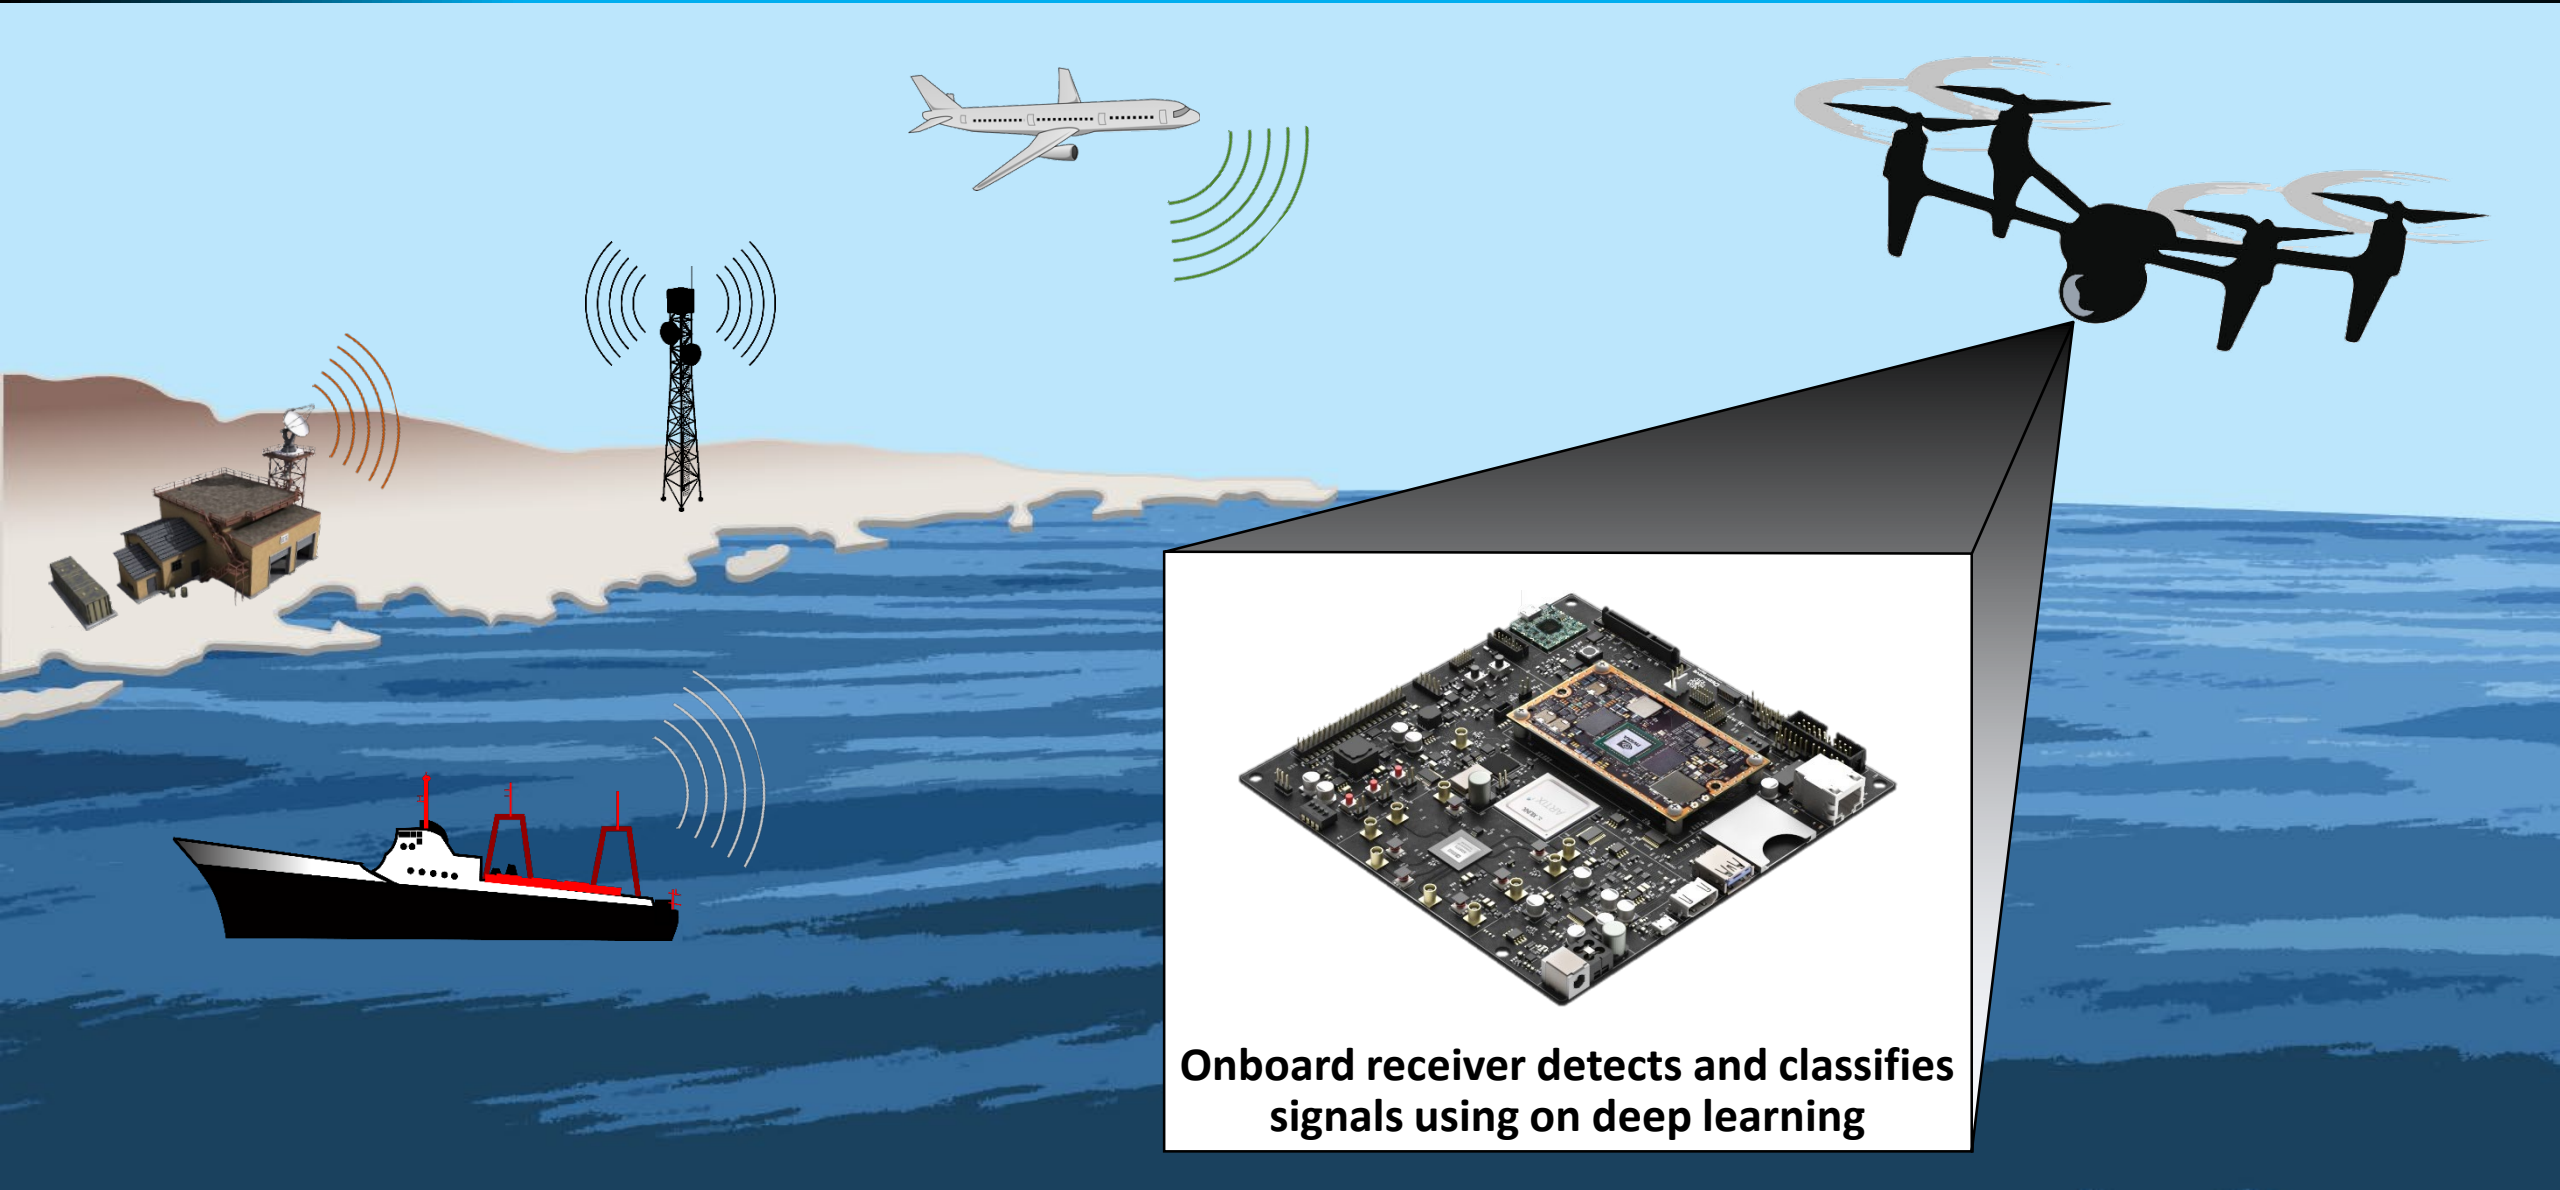 Onboard receiver detects and classifies
signals using on deep learning